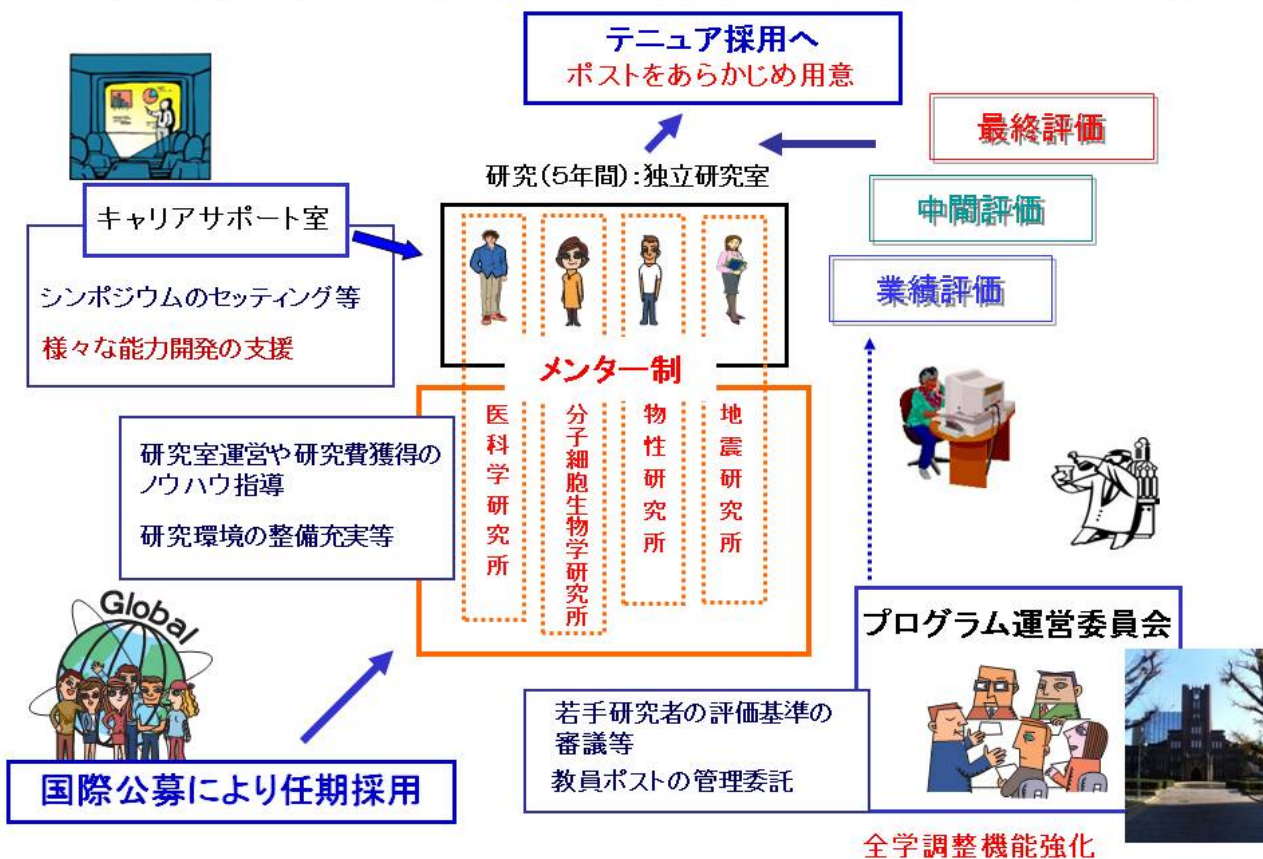 テニュア採用へ
ポストをあらかじめ用意
最終評価
中間評価
業績評価
研究(5年間):独立研究室
キャリアサポート室
シンポジウムのセッティング等
様々な能力開発の支援
メンター制
医科学研究所
分子細胞生物学研究所
物性研究所
地震研究所
研究室運営や研究費獲得の
ノウハウ指導
研究環境の整備充実等
Global
国際公募により任期採用
プログラム運営委員会
若手研究者の評価基準の
審議等
教員ポストの管理委託
全学調整機能強化